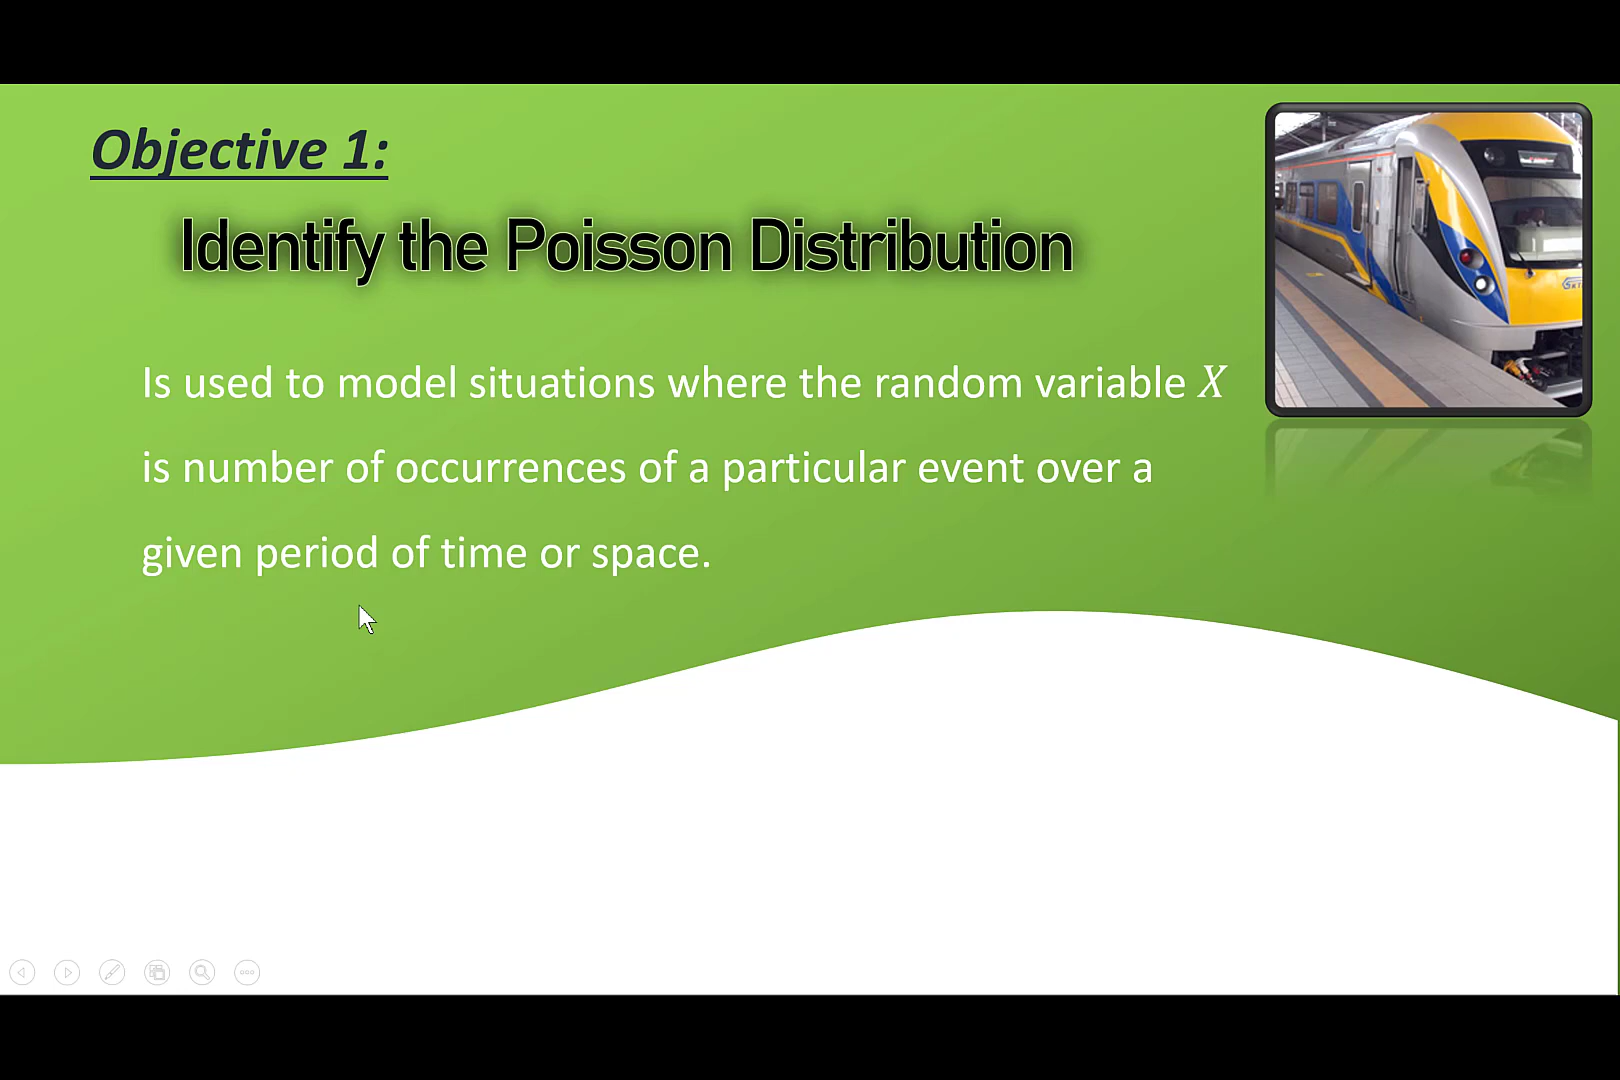 Objective 1:
Identify the Poisson Distribution
Is used to model situations where the random variable X
is number of occurrences of a particular event over a
given period of time or space.